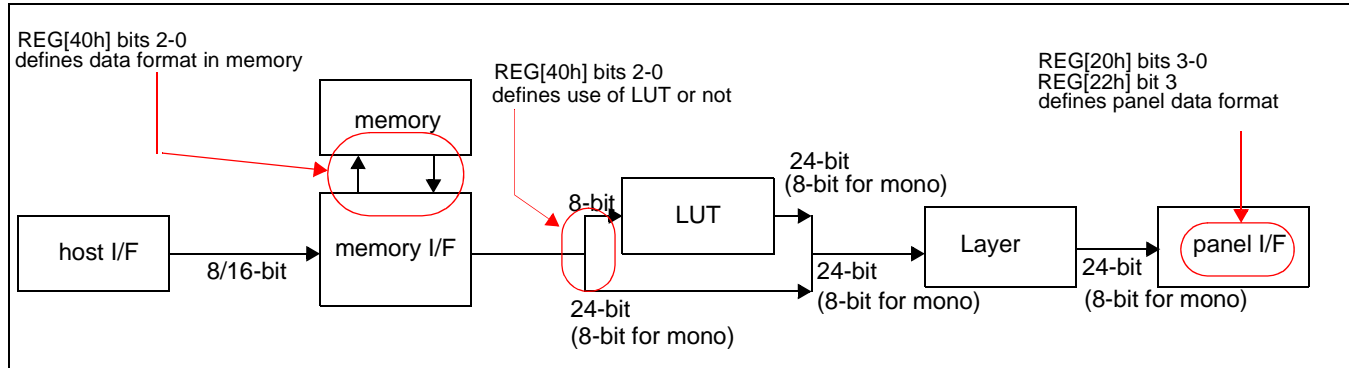 REG[40h] bits 2-0
defines data format in memory
REG[40h] bits 2-0
defines use of LUT or not
REG[20h] bits 3-0
REG[22h] bit 3
defines panel data format
memory
24-bit
(8-bit for mono)
8-bit
LUT
host I/F
memory I/F
Layer
panel I/F
8/16-bit
24-bit
(8-bit for mono)
24-bit
(8-bit for mono)
24-bit
(8-bit for mono)